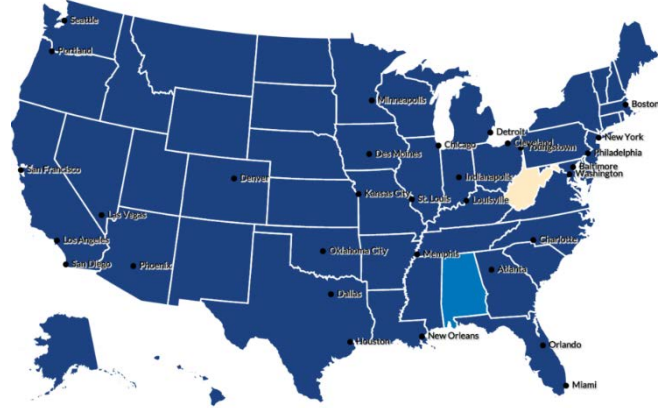 Seattle
Portland
Minneapolis
Boston
Detroit
Cleveland
Chicago
Youngstown
New York
Des Moines
Philadelphia
San Francisco
Denver
Indianapolis
Baltimore
Washington
Kansas City
St. Louis
Louisville
Las Vegas
Los Angeles
Oklahoma City
Memphis
Charlotte
San Diego
Phoenix
Atlanta
Dallas
New Orleans
Houston
Orlando
Miami